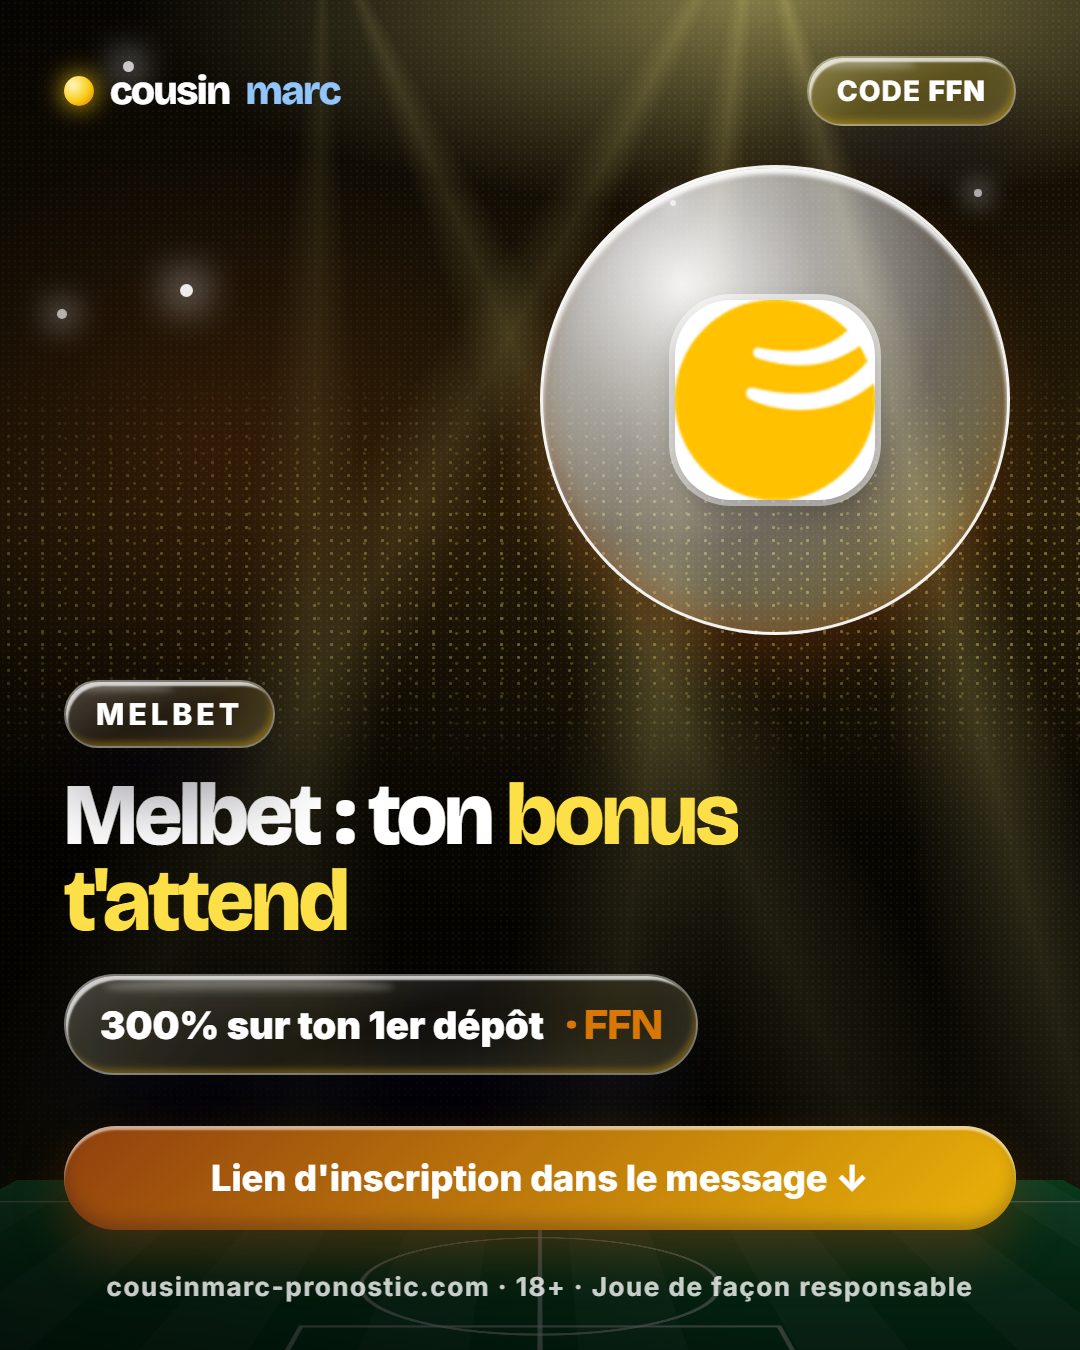 cousin marc
CODE FFN
MELBET
Melbet : ton bonus
t'attend
300% sur ton 1er dépôt · FFN
Lien d'inscription dans le message ↓
cousinmarc-pronostic.com · 18+ · Joue de façon responsable